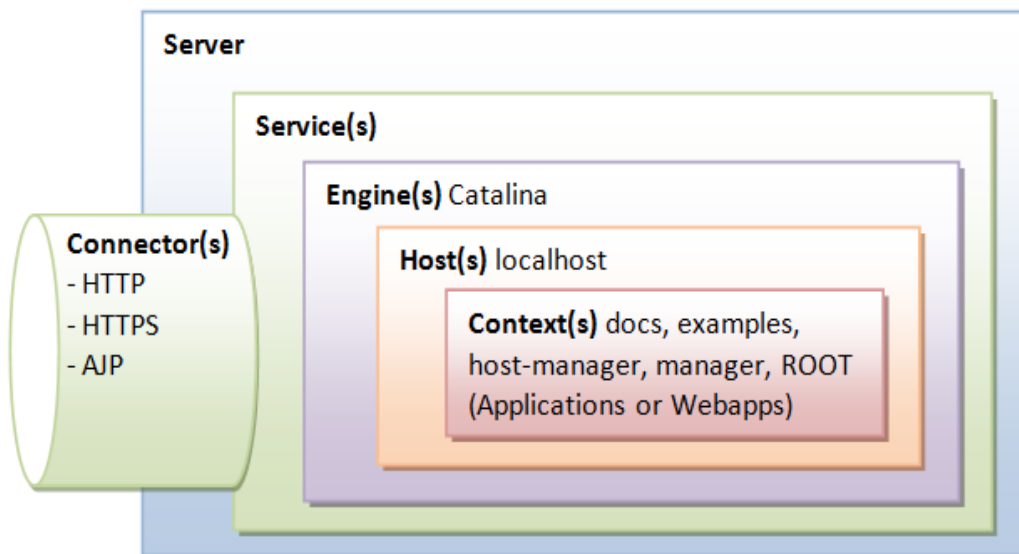 Server
Service(s)
Engine(s) Catalina
Connector(s)
- HTTP
- HTTPS
- AJP
Host(s) localhost
Context(s) docs, examples,
host-manager, manager, ROOT
(Applications or Webapps)